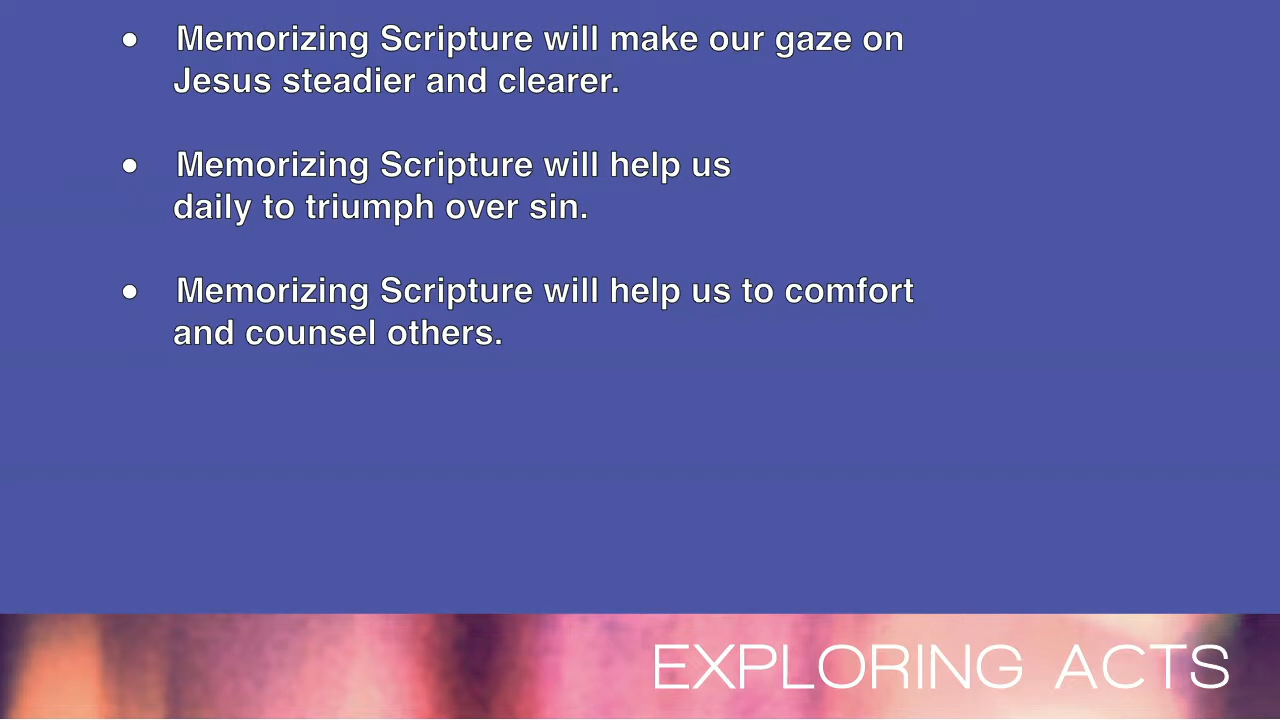 • Memorizing Scripture will make our gaze on
Jesus steadier and clearer.
• Memorizing Scripture will help us
daily to triumph over sin.
• Memorizing Scripture will help us to comfort
and counsel others.
EXPLORING ACTS